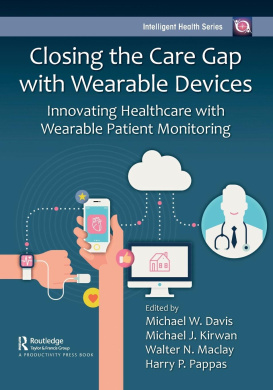 Intelligent Health Series
Closing the Care Gap
with Wearable Devices
Innovating Healthcare with
Wearable Patient Monitoring
Edited by
Michael W. Davis
Michael J. Kirwan
Walter N. Maclay
Harry P. Pappas
Routledge
Taylor & Francis Group
A PRODUCTIVITY PRESS BOOK